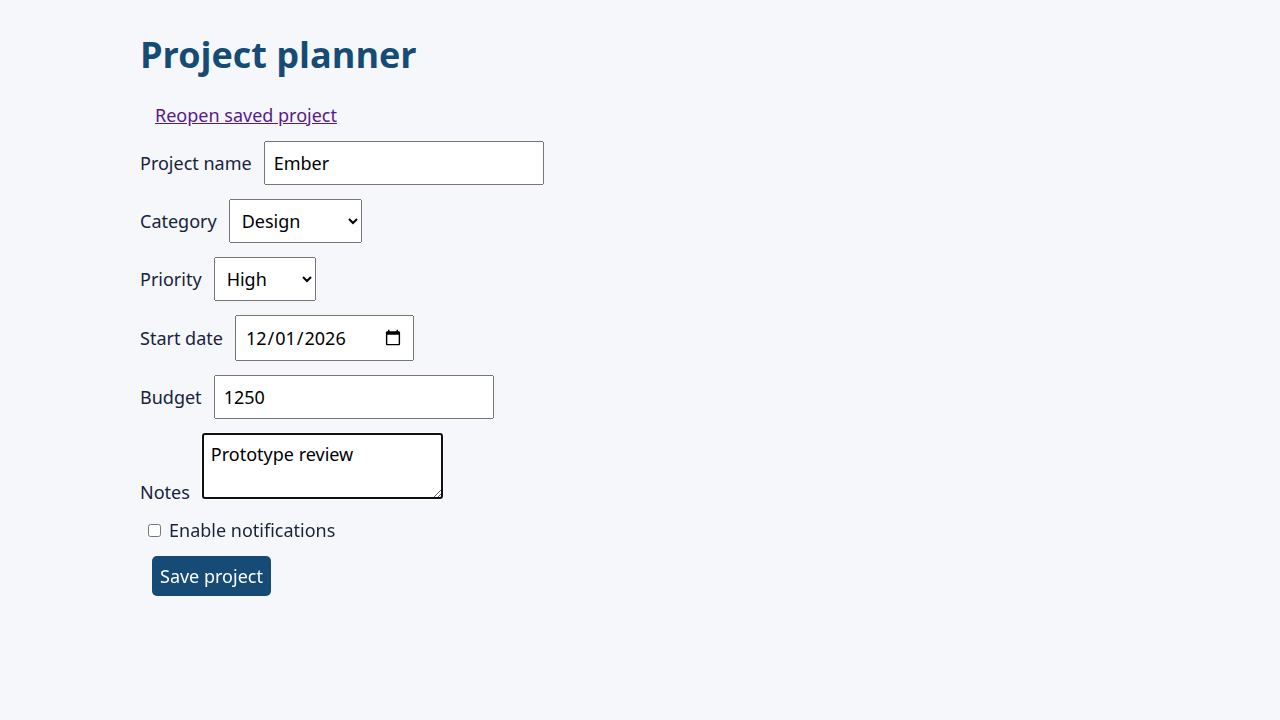 Project planner
Reopen saved project
Project name Ember
Category Design
Priority High
Start date 12/01/2026
Budget 1250
Notes Prototype review
Enable notifications
Save project